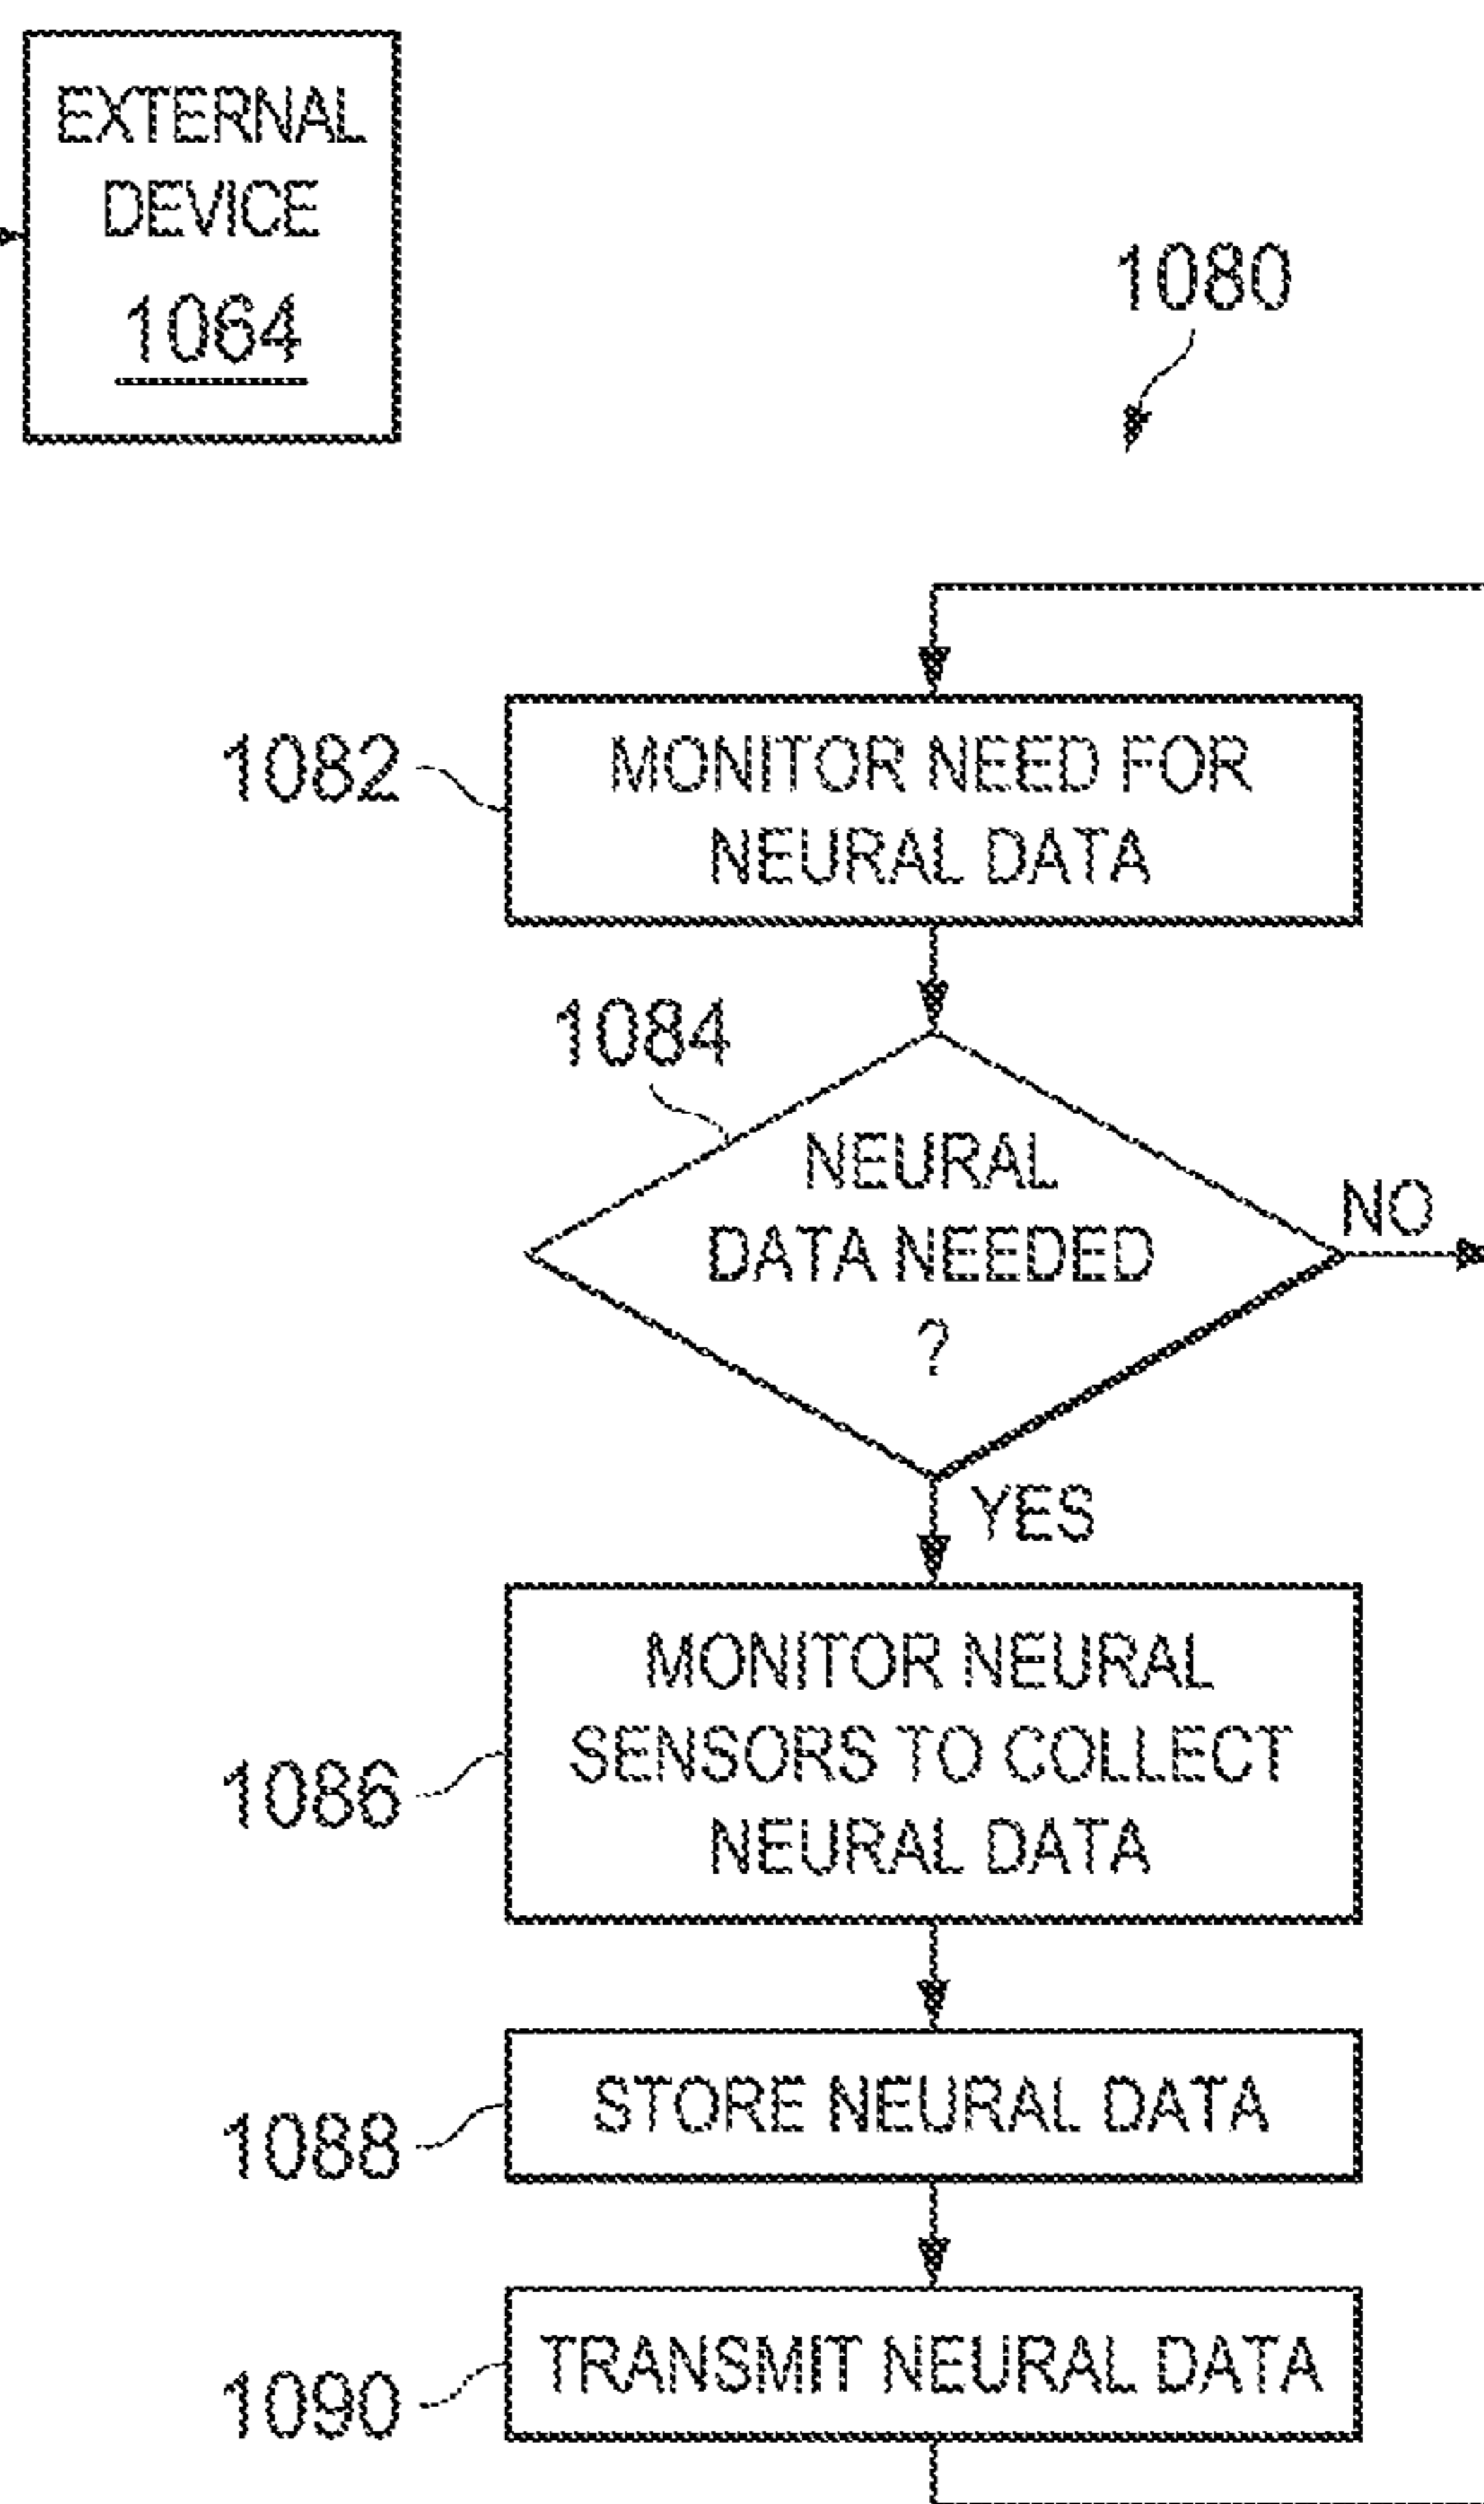 EXTERNAL
DEVICE
1064
1080
1082
MONITOR NEED FOR
NEURAL DATA
1084
NEURAL
DATA NEEDED
?
NO
YES
1086
MONITOR NEURAL
SENSORS TO COLLECT
NEURAL DATA
1088
STORE NEURAL DATA
1090
TRANSMIT NEURAL DATA